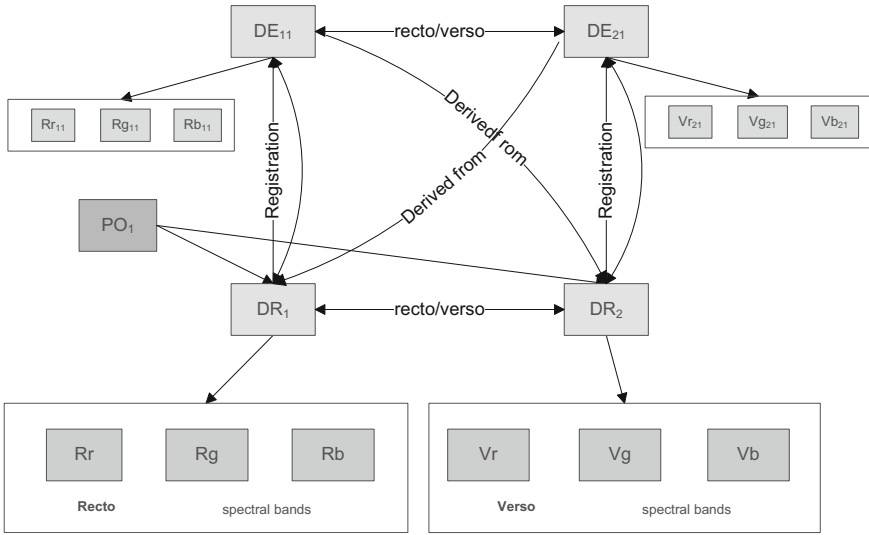 DE₁₁ recto/verso DE₂₁
Rr₁₁ Rg₁₁ Rb₁₁
Vr₂₁ Vg₂₁ Vb₂₁
Derivedf rom
Derived from
Registration
Registration
PO₁
DR₁ recto/verso DR₂
Rr Rg Rb
Recto spectral bands
Vr Vg Vb
Verso spectral bands